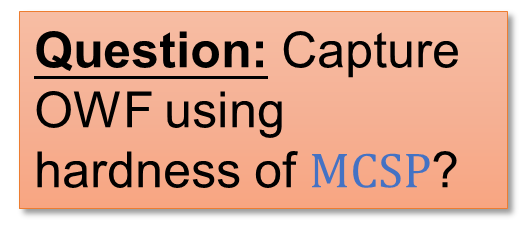 Question: Capture
OWF using
hardness of MCSP?